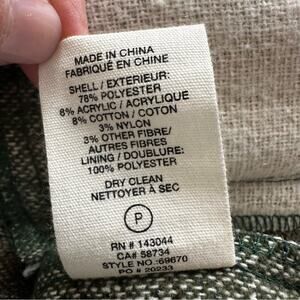 MADE IN CHINA
FABRIQUÉ EN CHINE
SHELL / EXTERIEUR:
78% POLYESTER
8% ACRYLIC / ACRYLIQUE
8% COTTON / COTON
3% NYLON
3% OTHER FIBRE/
AUTRES FIBRES
LINING / DOUBLURE:
100% POLYESTER
DRY CLEAN
NETTOYER À SEC
P
RN # 143044
CA# 58734
STYLE NO.:69670
PO # 20233